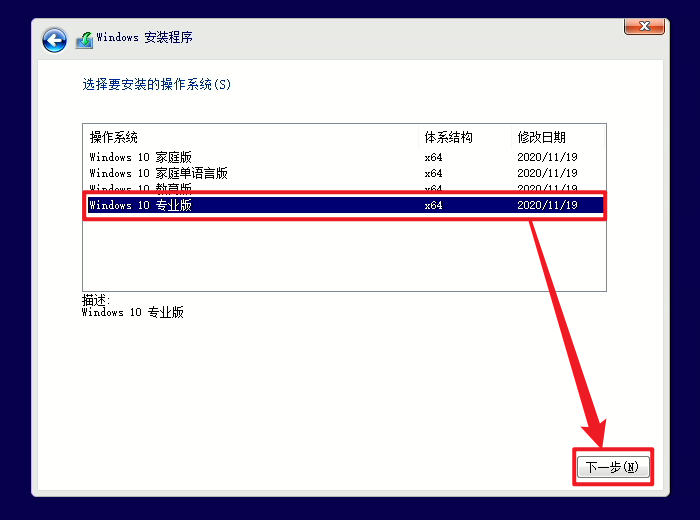 Windows 安装程序
选择要安装的操作系统(S)
操作系统 体系结构 修改日期
Windows 10 家庭版 x64 2020/11/19
Windows 10 家庭单语言版 x64 2020/11/19
Windows 10 教育版 x64 2020/11/19
Windows 10 专业版 x64 2020/11/19
描述:
Windows 10 专业版
下一步(N)